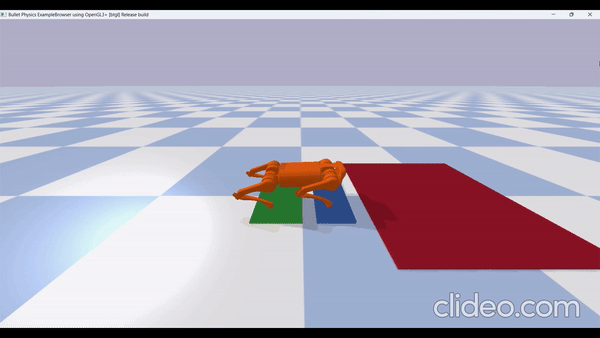 Bullet Physics ExampleBrowser using OpenGL3+ [btgl] Release build
clideo.com